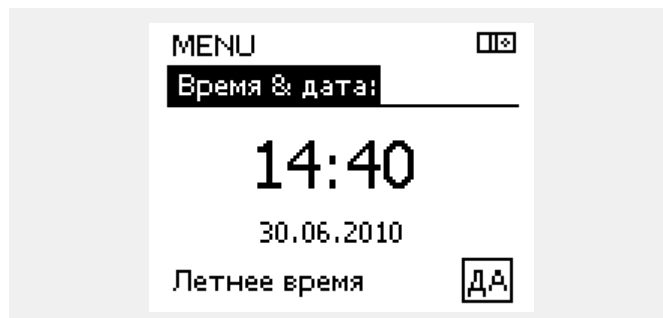 MENU
Время & дата:
14:40
30.06.2010
Летнее время ДА